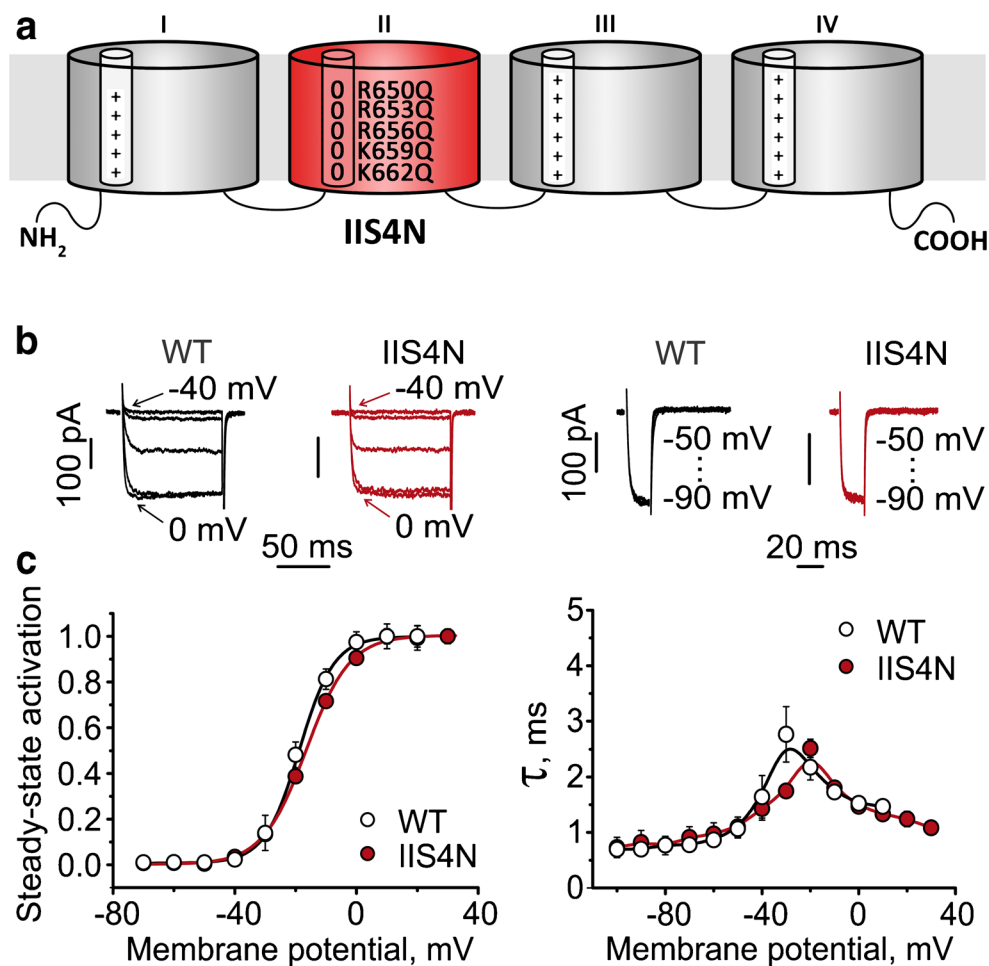 a
I II III IV
+ 0 R650Q + +
+ 0 R653Q + +
+ 0 R656Q + +
+ 0 K659Q + +
+ 0 K662Q + +
NH2 IIS4N COOH
b
WT IIS4N WT IIS4N
-40 mV -40 mV
-50 mV -50 mV
-90 mV -90 mV
100 pA 100 pA
0 mV 0 mV
50 ms 20 ms
c
Steady-state activation
1.0
0.8
0.6
0.4
0.2
0.0
WT
IIS4N
-80 -40 0 40
Membrane potential, mV
τ, ms
5
4
3
2
1
0
WT
IIS4N
-80 -40 0 40
Membrane potential, mV